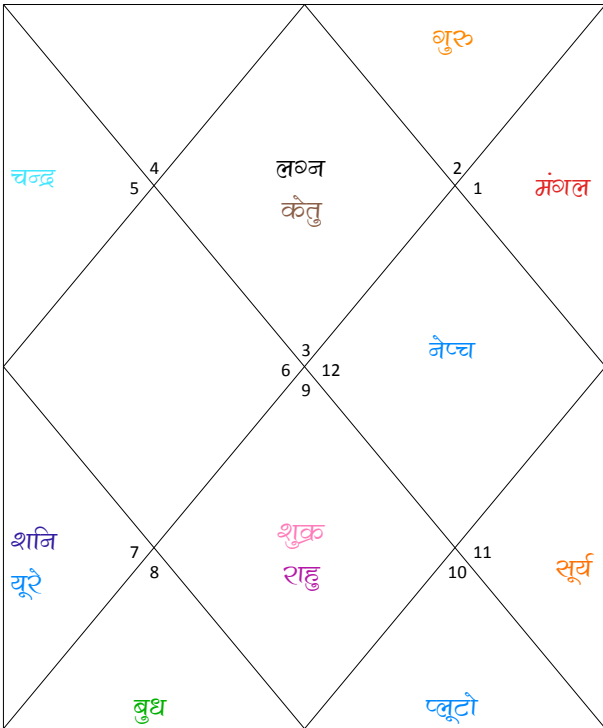 गुरु
चन्द्र
4
5
लग्न
केतु
2
1
मंगल
3
6
12
9
नेप्च
शनि
यूरे
7
8
शुक्र
राहु
11
10
सूर्य
बुध
प्लूटो